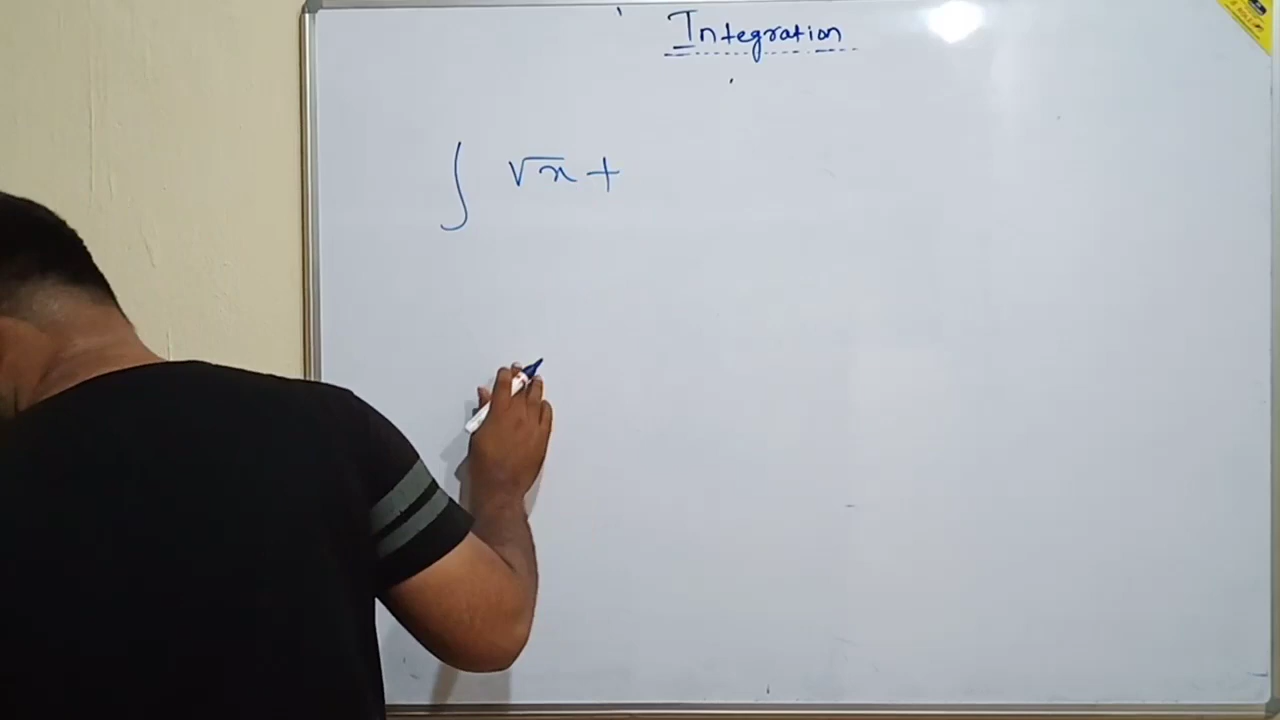 Integration
∫ √x +